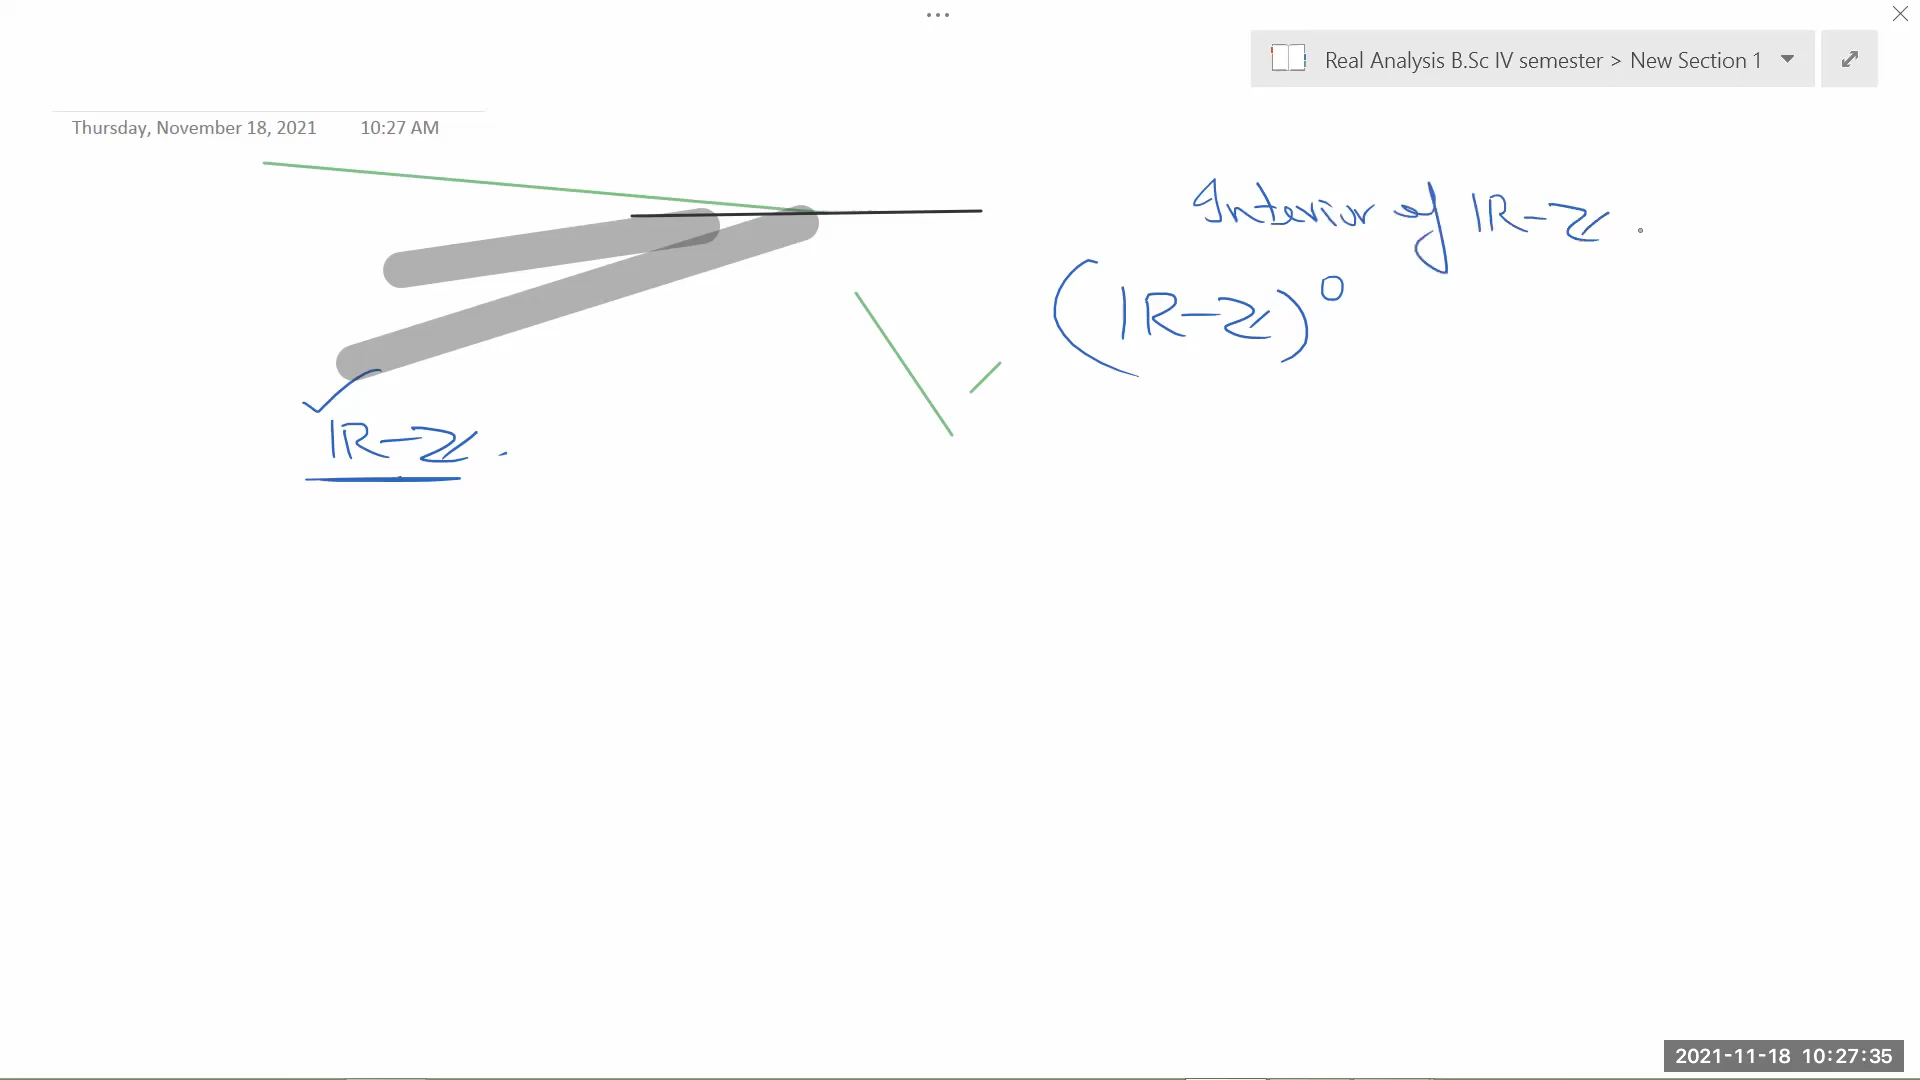 Real Analysis B.Sc IV semester > New Section 1
Thursday, November 18, 2021 10:27 AM
Interior of ℝ-ℤ.
(ℝ-ℤ)⁰
ℝ-ℤ.
2021-11-18 10:27:35